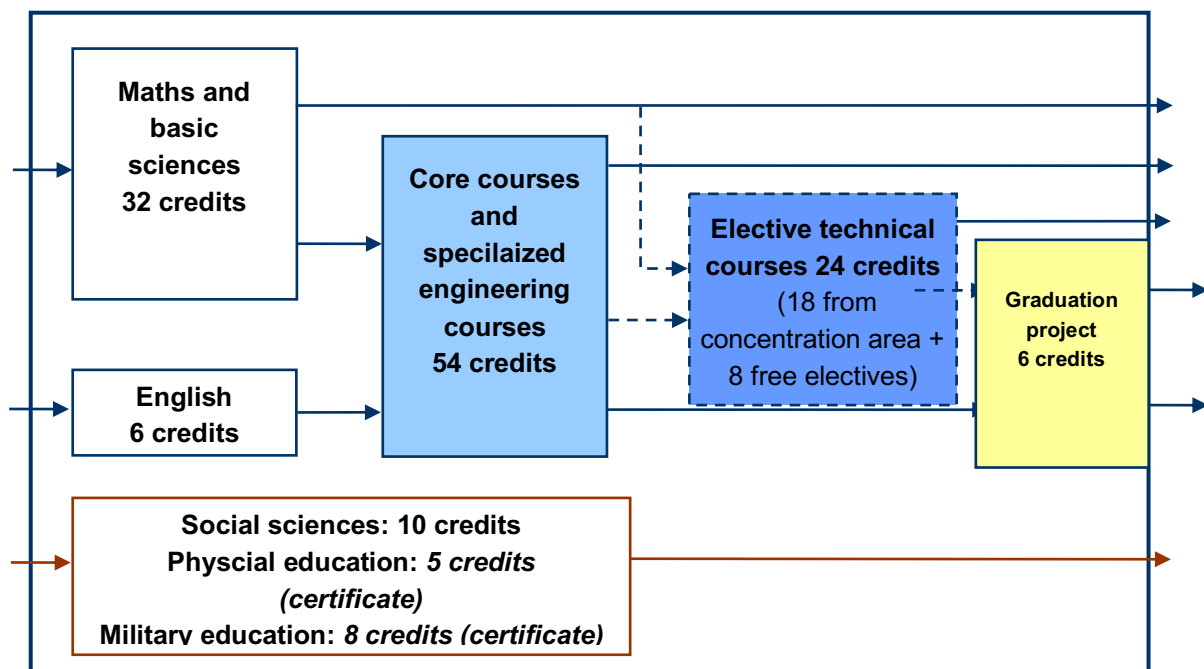 Maths and
basic
sciences
32 credits
Core courses
and
specilaized
engineering
courses
54 credits
Elective technical
courses 24 credits
(18 from
concentration area +
8 free electives)
Graduation
project
6 credits
English
6 credits
Social sciences: 10 credits
Physcial education: 5 credits
(certificate)
Military education: 8 credits (certificate)